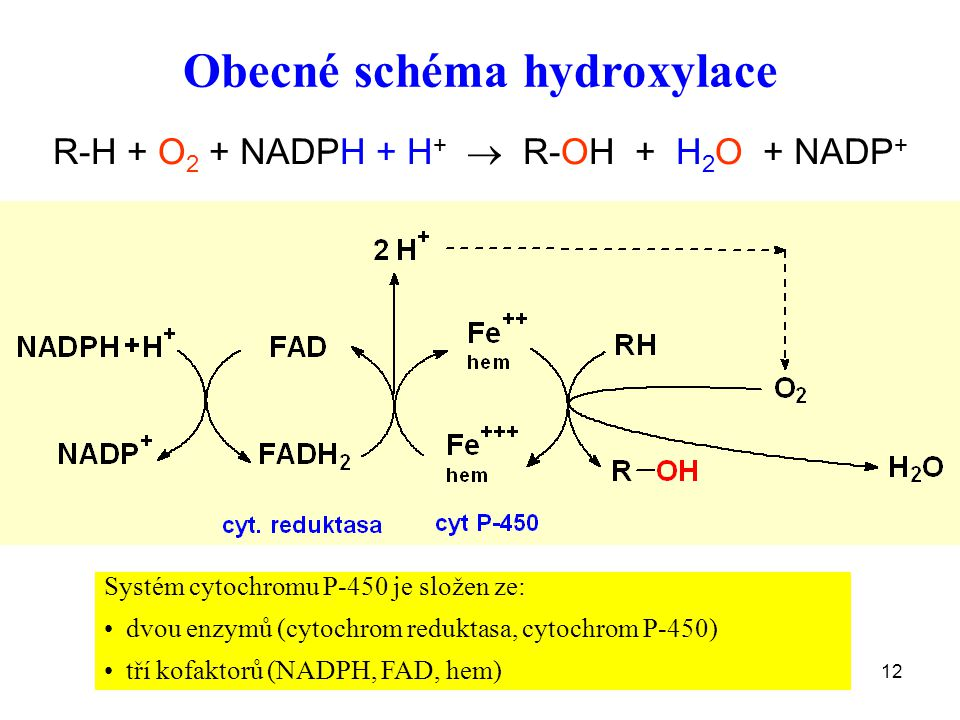 Obecné schéma hydroxylace
R-H + O₂ + NADPH + H⁺ → R-OH + H₂O + NADP⁺
2 H⁺
NADPH + H⁺ FAD Fe⁺⁺ RH
hem
O₂
NADP⁺ FADH₂ Fe⁺⁺⁺ R–OH H₂O
hem
cyt. reduktasa cyt P-450
Systém cytochromu P-450 je složen ze:
• dvou enzymů (cytochrom reduktasa, cytochrom P-450)
• tří kofaktorů (NADPH, FAD, hem)
12